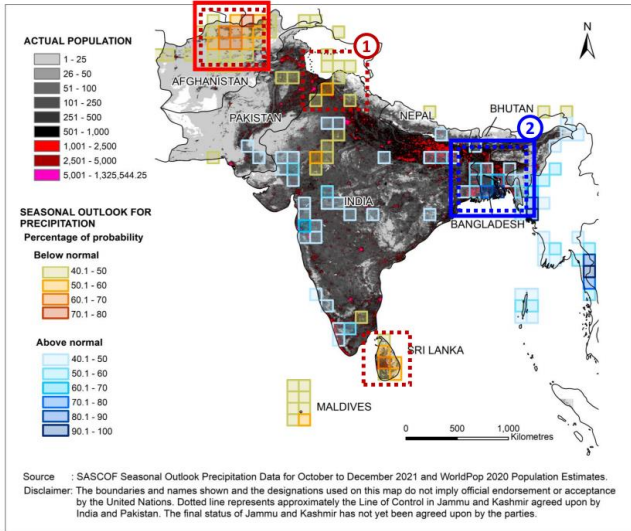 ACTUAL POPULATION
1 - 25
26 - 50
51 - 100
101 - 250
251 - 500
501 - 1,000
1,001 - 2,500
2,501 - 5,000
5,001 - 1,325,544.25
SEASONAL OUTLOOK FOR
PRECIPITATION
Percentage of probability
Below normal
40.1 - 50
50.1 - 60
60.1 - 70
70.1 - 80
Above normal
40.1 - 50
50.1 - 60
60.1 - 70
70.1 - 80
80.1 - 90
90.1 - 100
N
1
AFGHANISTAN
PAKISTAN
NEPAL
BHUTAN
2
INDIA
BANGLADESH
SRI LANKA
MALDIVES
0 500 1,000
Kilometres
Source : SASCOF Seasonal Outlook Precipitation Data for October to December 2021 and WorldPop 2020 Population Estimates.
Disclaimer: The boundaries and names shown and the designations used on this map do not imply official endorsement or acceptance
by the United Nations. Dotted line represents approximately the Line of Control in Jammu and Kashmir agreed upon by
India and Pakistan. The final status of Jammu and Kashmir has not yet been agreed upon by the parties.